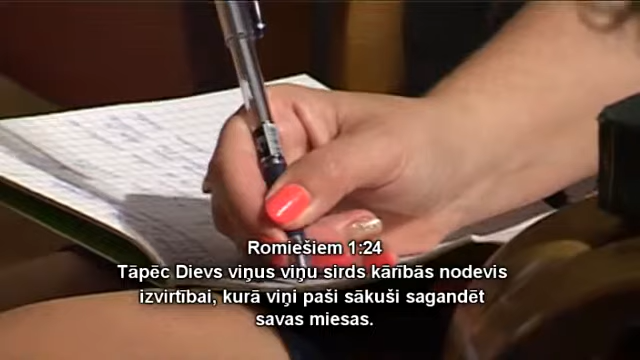 Romiešiem 1:24
Tāpēc Dievs viņus viņu sirds kārībās nodevis
izvirtībai, kurā viņi paši sākuši sagandēt
savas miesas.